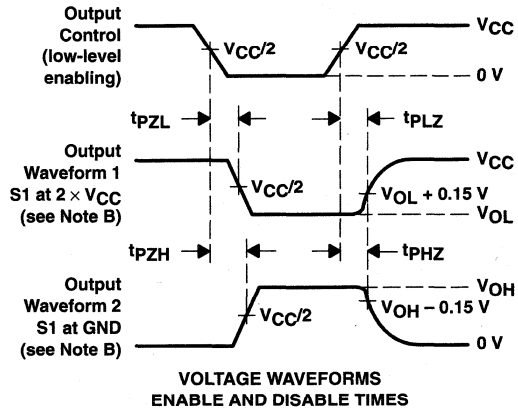 Output
Control
(low-level
enabling)
VCC/2
VCC/2
VCC
0 V
tPZL
tPLZ
Output
Waveform 1
S1 at 2 × VCC
(see Note B)
VCC/2
VCC
VOL + 0.15 V
VOL
tPZH
tPHZ
Output
Waveform 2
S1 at GND
(see Note B)
VCC/2
VOH
VOH − 0.15 V
0 V
VOLTAGE WAVEFORMS
ENABLE AND DISABLE TIMES